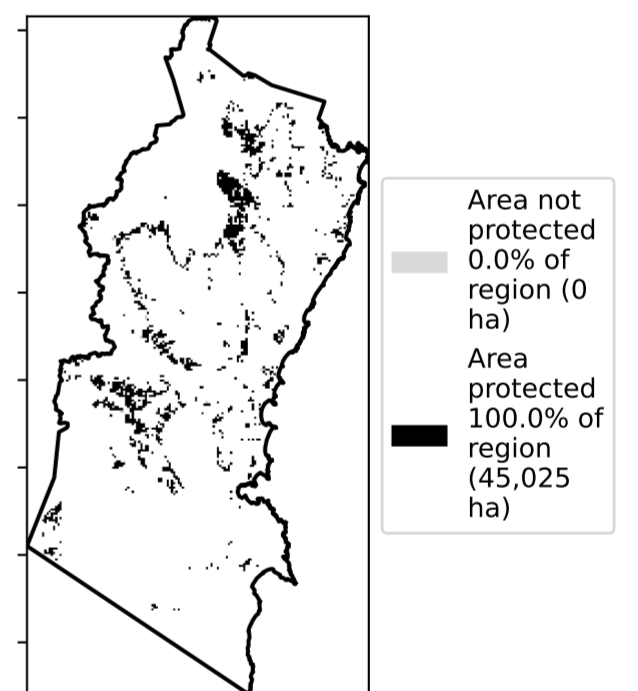 Area not
protected
0.0% of
region (0
ha)
Area
protected
100.0% of
region
(45,025
ha)